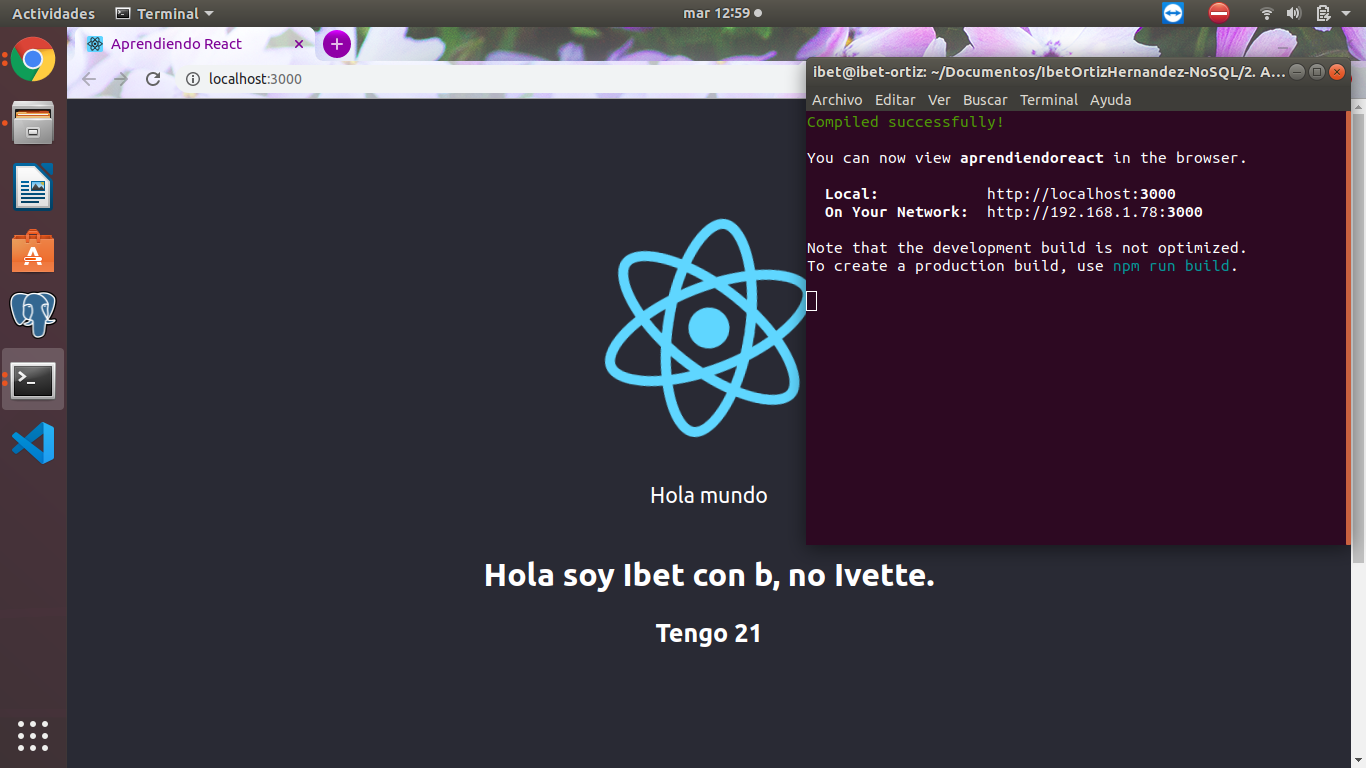 Actividades
Terminal
mar 12:59
Aprendiendo React
localhost:3000
ibet@ibet-ortiz: ~/Documentos/IbetOrtizHernandez-NoSQL/2. A...
Archivo Editar Ver Buscar Terminal Ayuda
Compiled successfully!
You can now view aprendiendoreact in the browser.
Local: http://localhost:3000
On Your Network: http://192.168.1.78:3000
Note that the development build is not optimized.
To create a production build, use npm run build.
Hola mundo
Hola soy Ibet con b, no Ivette.
Tengo 21